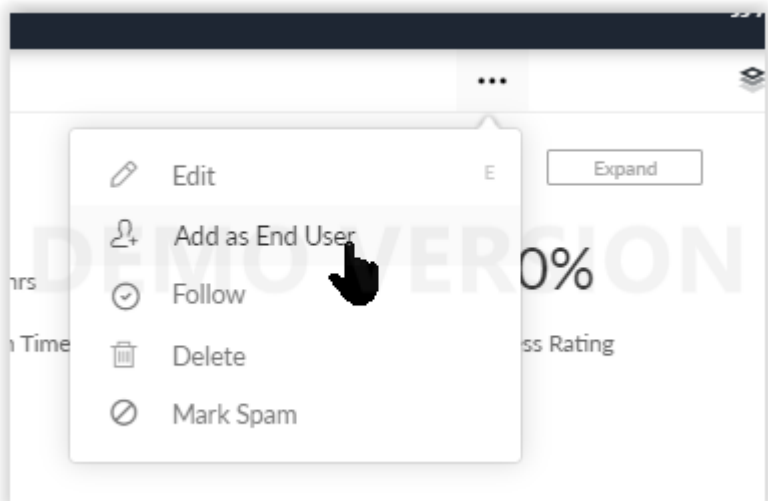 Edit E
Expand
Add as End User
DEMO VERSION
0%
hrs
Follow
Time
ss Rating
Delete
Mark Spam